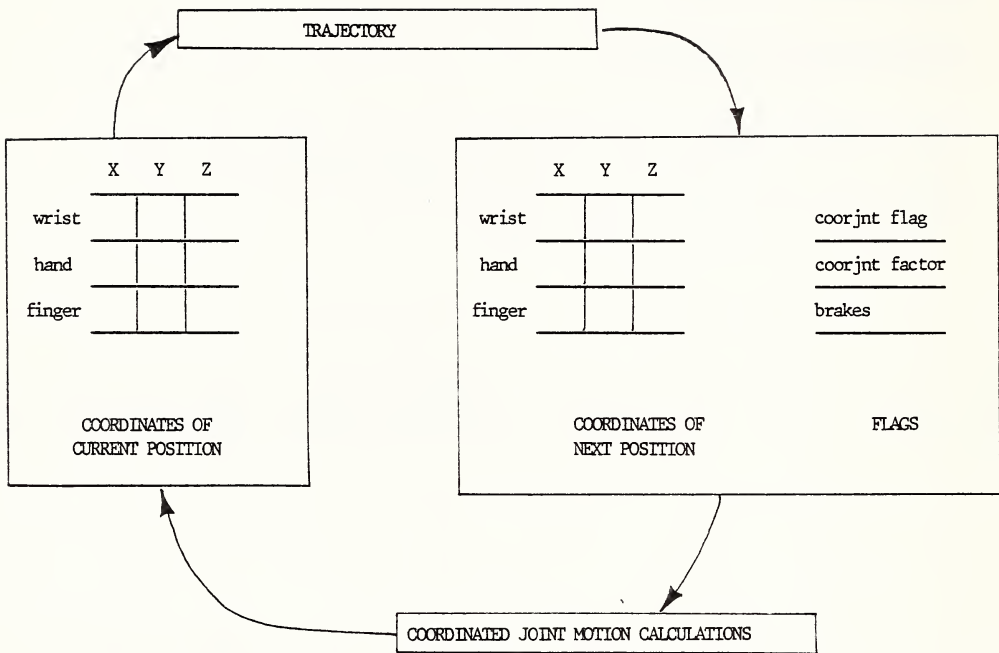 TRAJECTORY
X Y Z
wrist
hand
finger
COORDINATES OF
CURRENT POSITION
X Y Z
wrist
hand
finger
coorjnt flag
coorjnt factor
brakes
COORDINATES OF
NEXT POSITION
FLAGS
COORDINATED JOINT MOTION CALCULATIONS